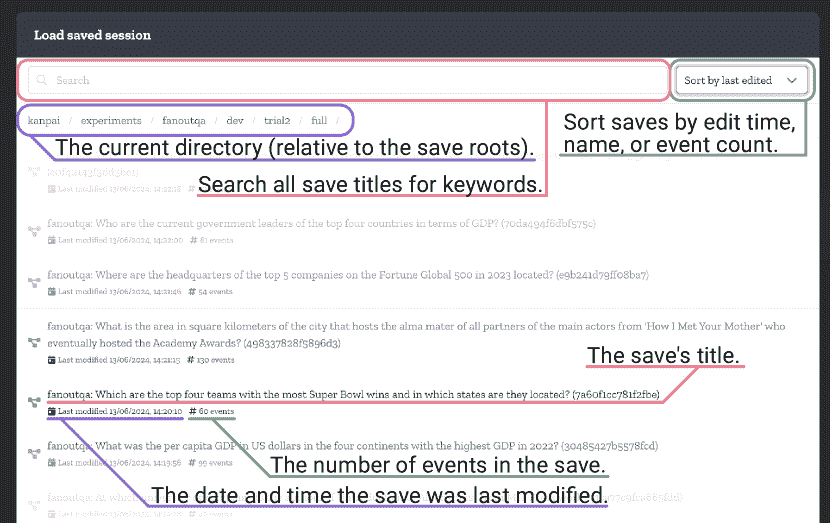 Load saved session
Search
Sort by last edited
kanpai / experiments / fanoutqa / dev / trial2 / full /
Sort saves by edit time,
name, or event count.
The current directory (relative to the save roots).
Search all save titles for keywords.
Last modified 13/06/2024, 14:22:18
fanoutqa: Who are the current government leaders of the top four countries in terms of GDP? (70da494f6dbf575c)
Last modified 13/06/2024, 14:22:00 # 61 events
fanoutqa: Where are the headquarters of the top 5 companies on the Fortune Global 500 in 2023 located? (e9b241d79ff08ba7)
Last modified 13/06/2024, 14:21:46 # 54 events
fanoutqa: What is the area in square kilometers of the city that hosts the alma mater of all partners of the main actors from 'How I Met Your Mother' who
eventually hosted the Academy Awards? (498337828f5896d3)
Last modified 13/06/2024, 14:21:15 # 130 events
The save's title.
fanoutqa: Which are the top four teams with the most Super Bowl wins and in which states are they located? (7a60f1cc781f2fbe)
Last modified 13/06/2024, 14:20:10 # 60 events
fanoutqa: What was the per capita GDP in US dollars in the four continents with the highest GDP in 2022? (30485427b5578fcd)
Last modified 13/06/2024, 14:19:56 # 99 events
The number of events in the save.
The date and time the save was last modified.
fanoutqa: At which